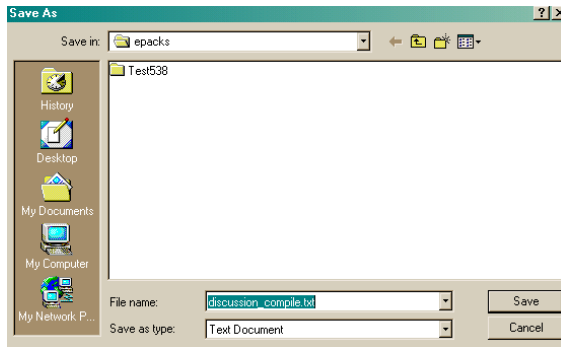 Save As
Save in: epacks
Test538
History
Desktop
My Documents
My Computer
My Network P...
File name: discussion_compile.txt Save
Save as type: Text Document Cancel